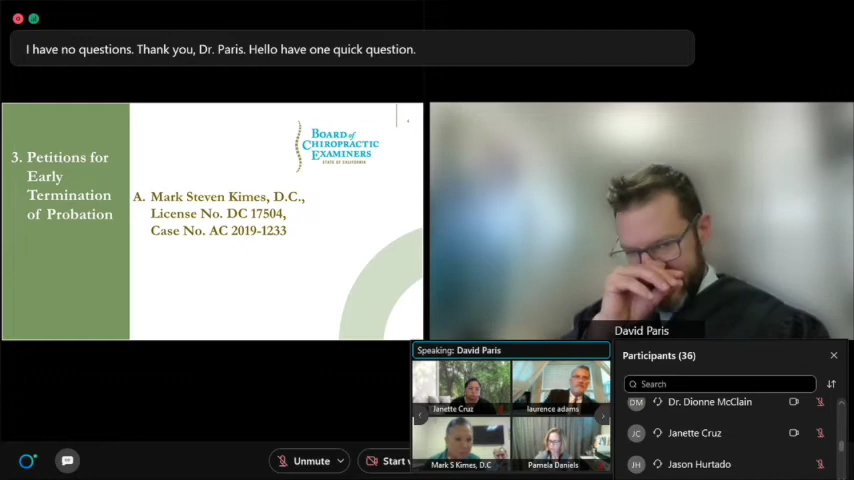 I have no questions. Thank you, Dr. Paris. Hello have one quick question.
3. Petitions for
Early
Termination
of Probation
BOARD of
CHIROPRACTIC
EXAMINERS
STATE OF CALIFORNIA
4
A. Mark Steven Kimes, D.C.,
License No. DC 17504,
Case No. AC 2019-1233
David Paris
Speaking: David Paris
Janette Cruz
laurence adams
Mark S Kimes, D.C
Pamela Daniels
Participants (36)
Search
DM Dr. Dionne McClain
JC Janette Cruz
JH Jason Hurtado
Unmute
Start v